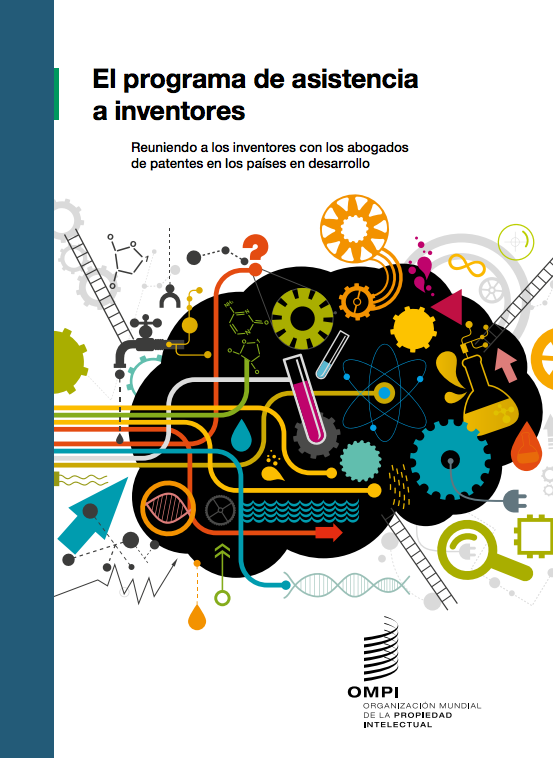 El programa de asistencia
a inventores
Reuniendo a los inventores con los abogados
de patentes en los países en desarrollo
?
OMPI
ORGANIZACIÓN MUNDIAL
DE LA PROPIEDAD
INTELECTUAL